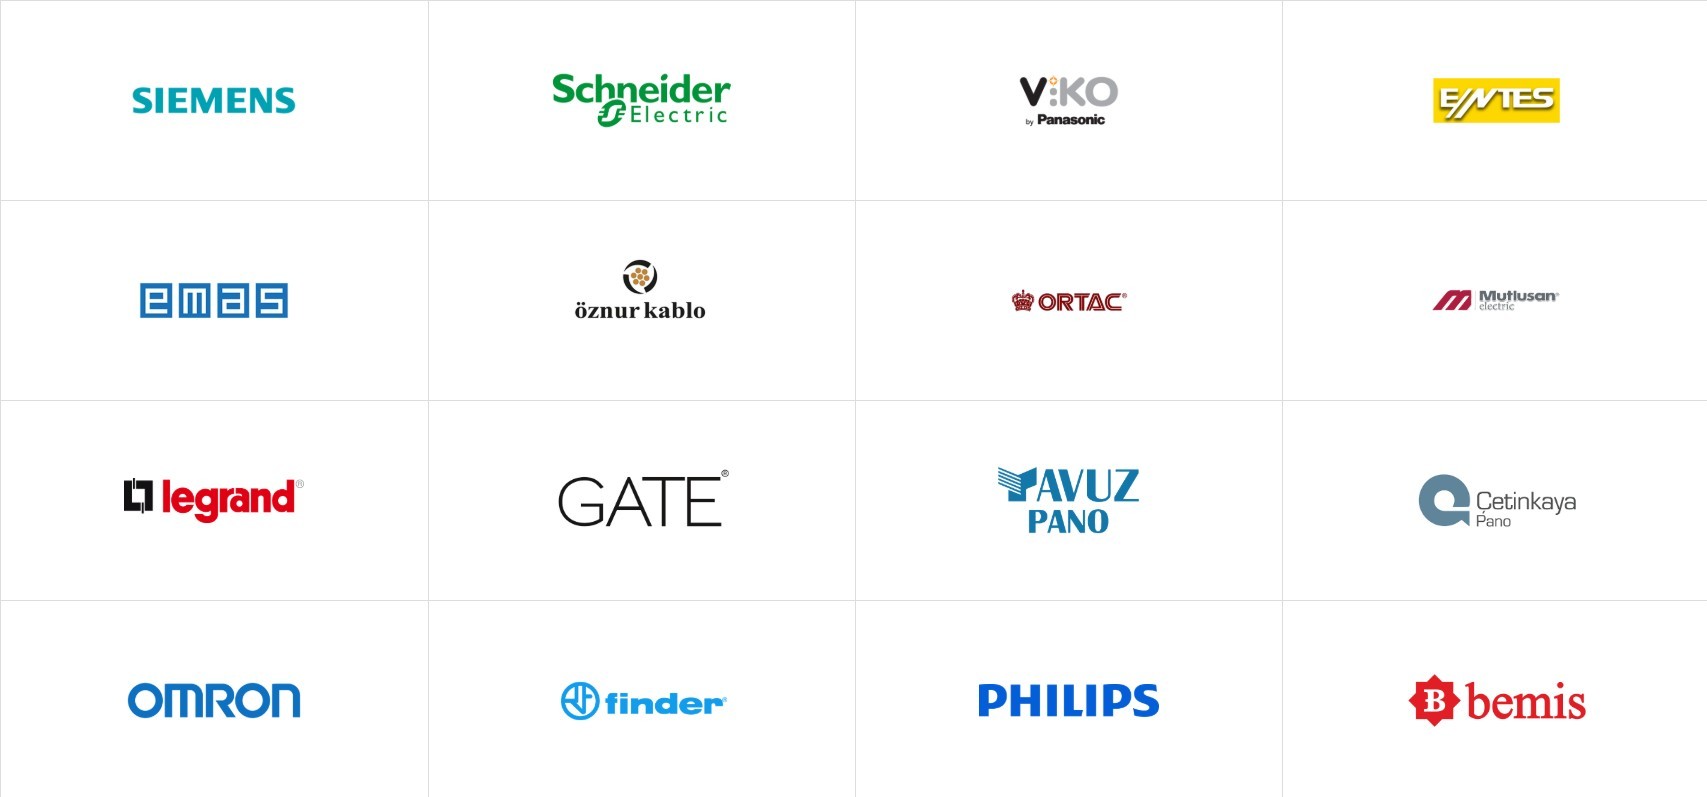 SIEMENS
Schneider
Electric
ViKO
by Panasonic
ENTES
emas
öznur kablo
ORTAC®
Mutlusan®
electric
legrand®
GATE®
YAVUZ
PANO
Çetinkaya
Pano
OMRON
finder®
PHILIPS
B bemis